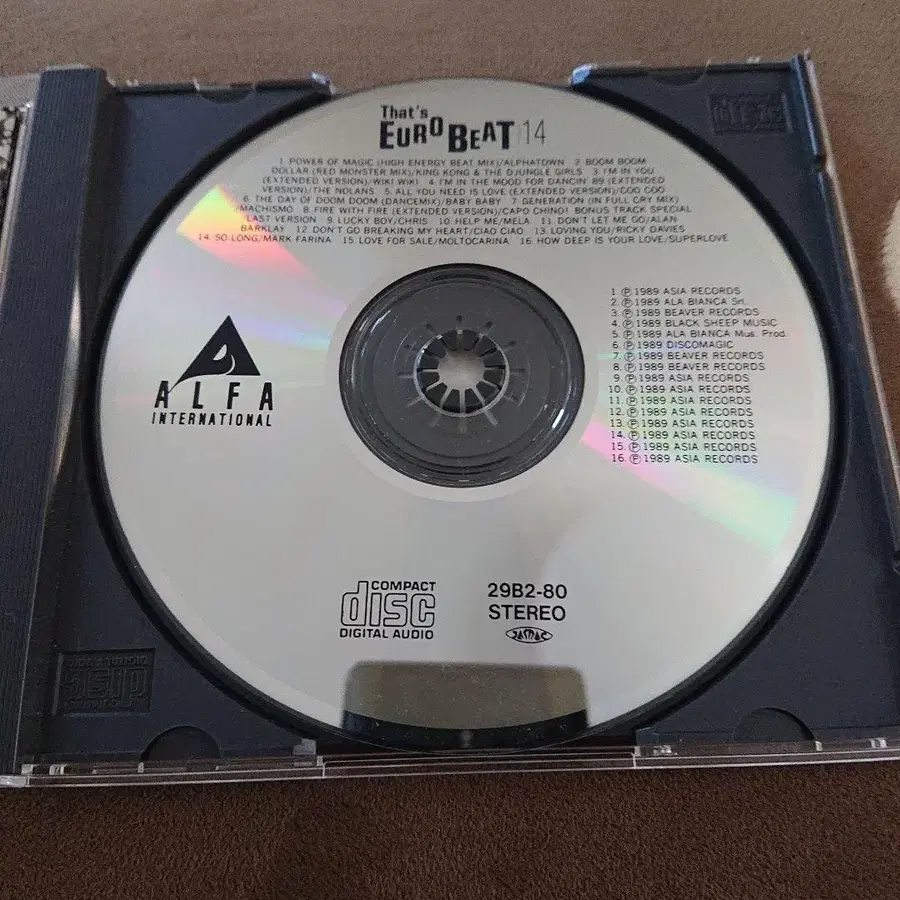 That's
EUROBEAT 14
1 POWER OF MAGIC (HIGH ENERGY BEAT MIX)/ALPHATOWN 2 BOOM BOOM
DOLLAR (RED MONSTER MIX)/KING KONG & THE DJUNGLE GIRLS 3 I'M IN YOU
(EXTENDED VERSION)/WIKI WIKI 4 I'M IN THE MOOD FOR DANCIN' 89 (EXTENDED
VERSION)/THE NOLANS 5 ALL YOU NEED IS LOVE (EXTENDED VERSION)/COO COO
6 THE DAY OF DOOM DOOM (DANCEMIX)/BABY BABY 7 GENERATION (IN FULL CRY MIX)
/MACHISMO 8 FIRE WITH FIRE (EXTENDED VERSION)/CAPO CHINO! BONUS TRACK SPECIAL
LAST VERSION 9 LUCKY BOY/CHRIS 10 HELP ME/MELA 11 DON'T LET ME GO/ALAN
BARKLAY 12 DON'T GO BREAKING MY HEART/CIAO CIAO 13 LOVING YOU/RICKY DAVIES
14 SO LONG/MARK FARINA 15 LOVE FOR SALE/MOLTOCARINA 16 HOW DEEP IS YOUR LOVE/SUPERLOVE
1 Ⓟ 1989 ASIA RECORDS
2. Ⓟ 1989 ALA BIANCA Srl.
3. Ⓟ 1989 BEAVER RECORDS
4. Ⓟ 1989 BLACK SHEEP MUSIC
5. Ⓟ 1989 ALA BIANCA Mus. Prod.
6. Ⓟ 1989 DISCOMAGIC
7. Ⓟ 1989 BEAVER RECORDS
8. Ⓟ 1989 BEAVER RECORDS
9. Ⓟ 1989 ASIA RECORDS
10. Ⓟ 1989 ASIA RECORDS
11. Ⓟ 1989 ASIA RECORDS
12. Ⓟ 1989 ASIA RECORDS
13. Ⓟ 1989 ASIA RECORDS
14. Ⓟ 1989 ASIA RECORDS
15. Ⓟ 1989 ASIA RECORDS
16. Ⓟ 1989 ASIA RECORDS
ALFA
INTERNATIONAL
COMPACT
disc
DIGITAL AUDIO
29B2-80
STEREO
JASRAC